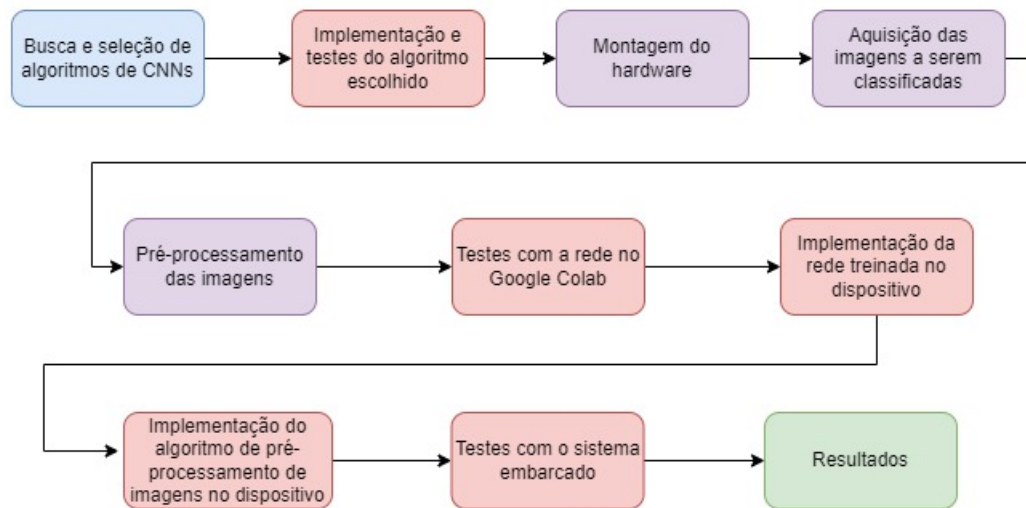 Busca e seleção de
algoritmos de CNNs
Implementação e
testes do algoritmo
escolhido
Montagem do
hardware
Aquisição das
imagens a serem
classificadas
Pré-processamento
das imagens
Testes com a rede no
Google Colab
Implementação da
rede treinada no
dispositivo
Implementação do
algoritmo de pré-
processamento de
imagens no dispositivo
Testes com o sistema
embarcado
Resultados